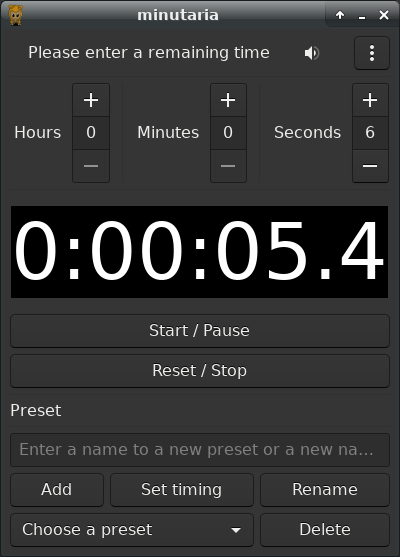 minutaria
Please enter a remaining time
Hours 0 Minutes 0 Seconds 6
0:00:05.4
Start / Pause
Reset / Stop
Preset
Enter a name to a new preset or a new na...
Add Set timing Rename
Choose a preset Delete